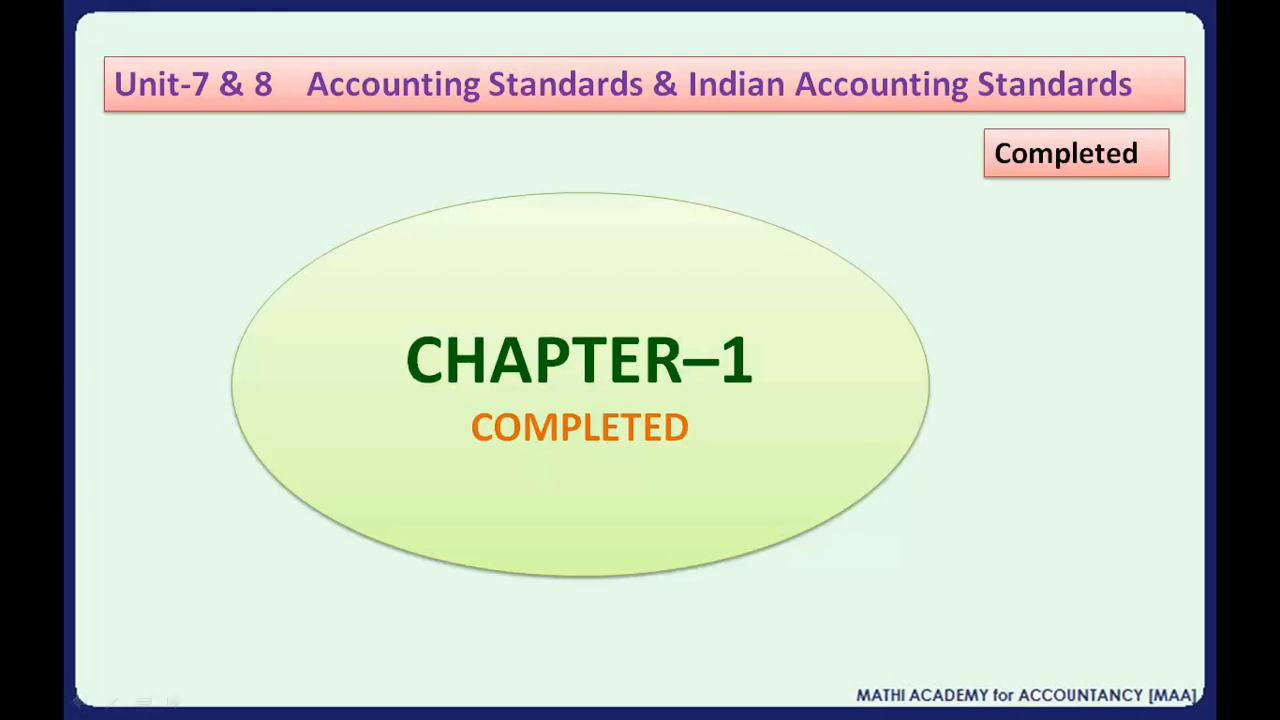 Unit-7 & 8 Accounting Standards & Indian Accounting Standards
Completed
CHAPTER–1
COMPLETED
MATHI ACADEMY for ACCOUNTANCY [MAA]